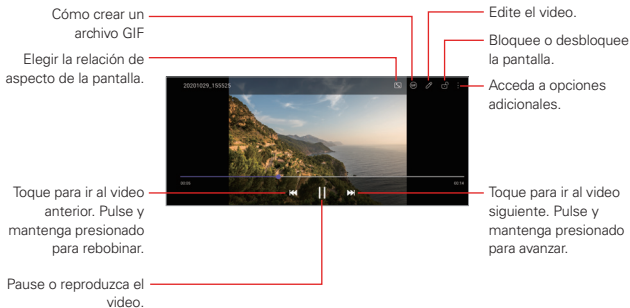 Cómo crear un
archivo GIF
Elegir la relación de
aspecto de la pantalla.
Edite el video.
Bloquee o desbloquee
la pantalla.
Acceda a opciones
adicionales.
20201029_155525
00:05
00:14
Toque para ir al video
anterior. Pulse y
mantenga presionado
para rebobinar.
Toque para ir al video
siguiente. Pulse y
mantenga presionado
para avanzar.
Pause o reproduzca el
video.